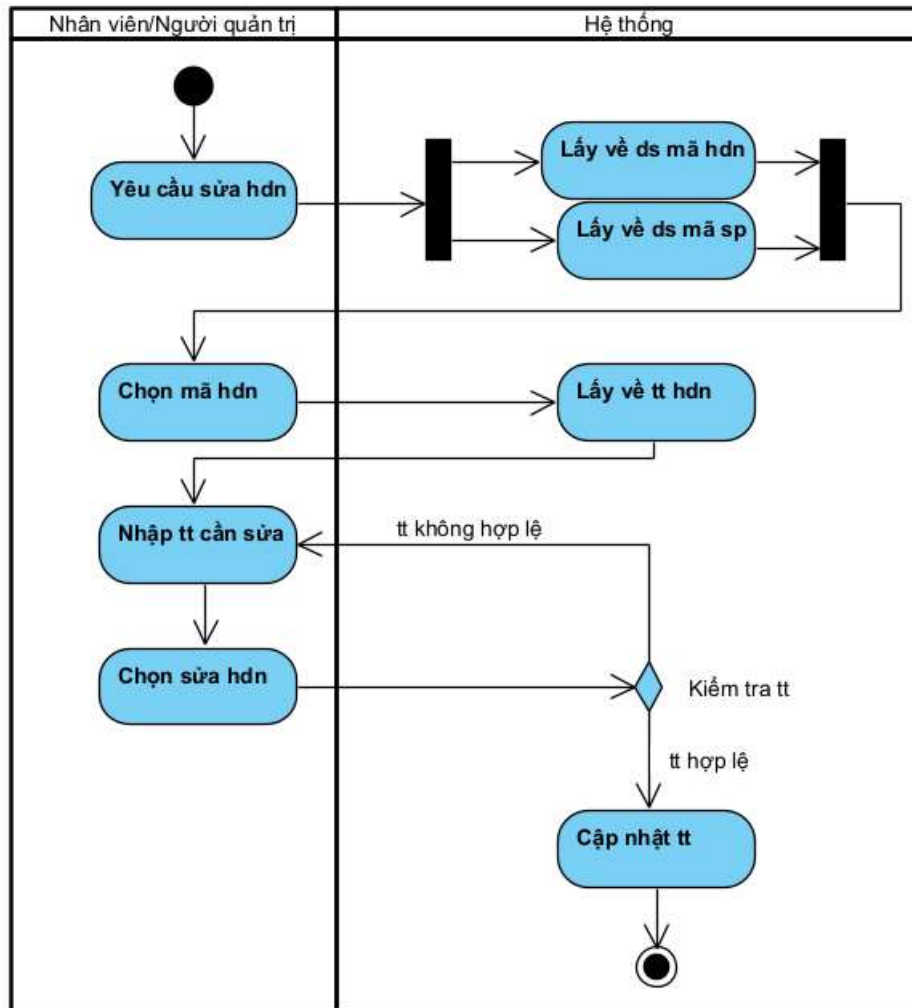 Nhân viên/Người quản trị
Hệ thống
Lấy về ds mã hdn
Yêu cầu sửa hdn
Lấy về ds mã sp
Chọn mã hdn
Lấy về tt hdn
Nhập tt cần sửa
tt không hợp lệ
Chọn sửa hdn
Kiểm tra tt
tt hợp lệ
Cập nhật tt